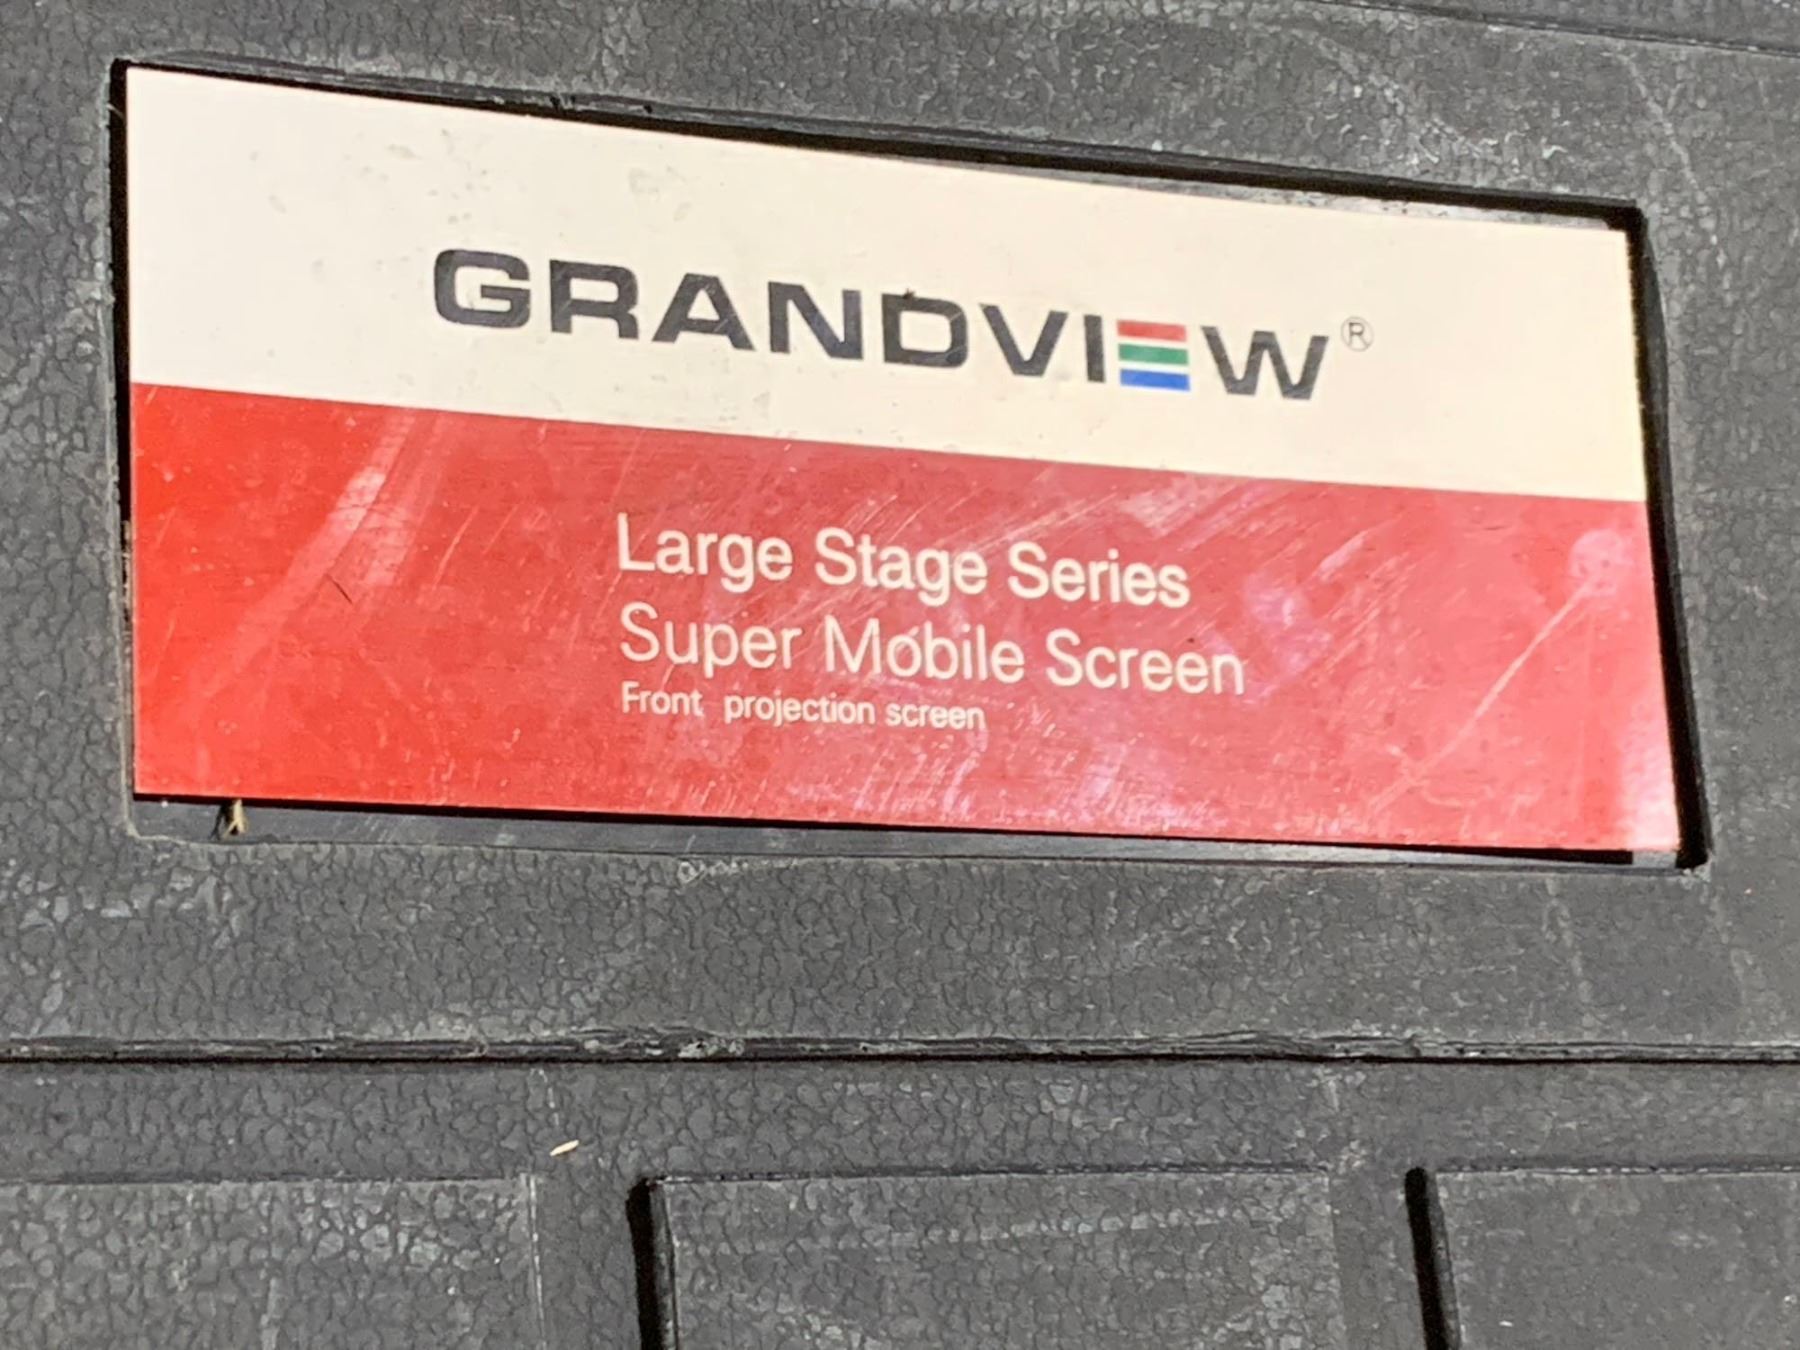 GRANDVIEW®
Large Stage Series
Super Mobile Screen
Front projection screen